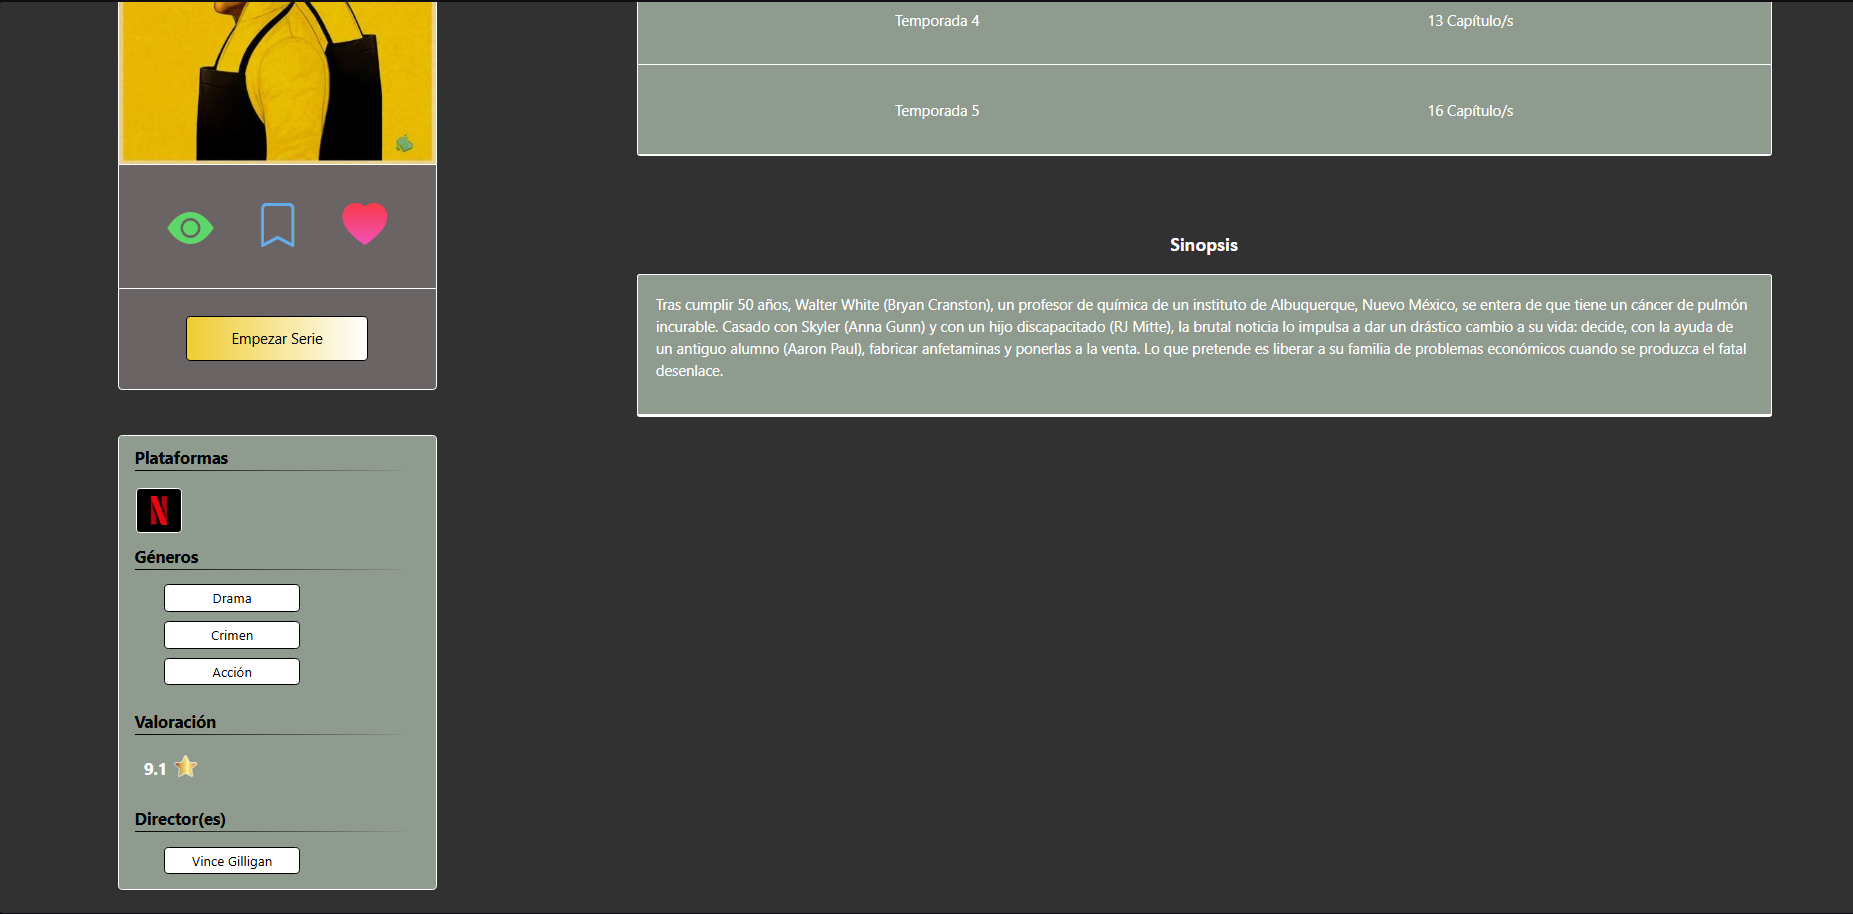 Temporada 4 13 Capítulo/s
Temporada 5 16 Capítulo/s
Empezar Serie
Sinopsis
Tras cumplir 50 años, Walter White (Bryan Cranston), un profesor de química de un instituto de Albuquerque, Nuevo México, se entera de que tiene un cáncer de pulmón
incurable. Casado con Skyler (Anna Gunn) y con un hijo discapacitado (RJ Mitte), la brutal noticia lo impulsa a dar un drástico cambio a su vida: decide, con la ayuda de
un antiguo alumno (Aaron Paul), fabricar anfetaminas y ponerlas a la venta. Lo que pretende es liberar a su familia de problemas económicos cuando se produzca el fatal
desenlace.
Plataformas
N
Géneros
Drama
Crimen
Acción
Valoración
9.1
Director(es)
Vince Gilligan